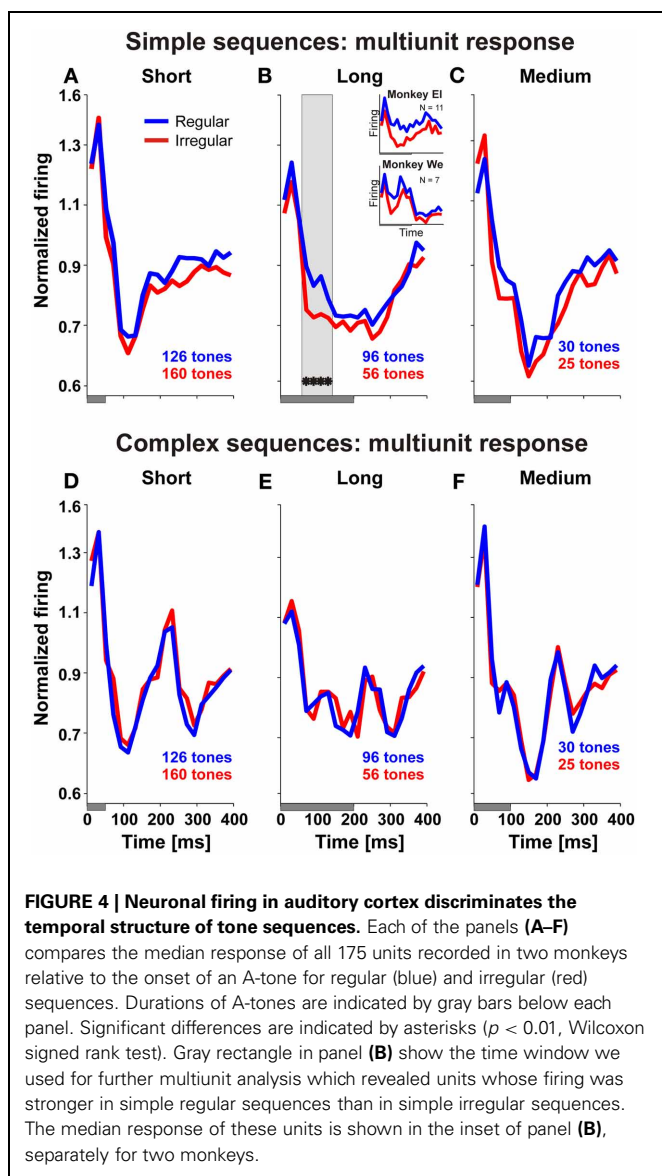 Simple sequences: multiunit response
A Short B Long C Medium
1.6
1.3
1.1
0.9
0.7
0.6
Normalized firing
Regular
Irregular
126 tones
160 tones
Monkey El
N = 11
Firing
Monkey We
N = 7
Firing
Time
96 tones
56 tones
****
30 tones
25 tones
Complex sequences: multiunit response
D Short E Long F Medium
1.6
1.3
1.1
0.9
0.7
0.6
Normalized firing
126 tones
160 tones
96 tones
56 tones
30 tones
25 tones
0 100 200 300 400 0 100 200 300 400 0 100 200 300 400
Time [ms] Time [ms] Time [ms]
FIGURE 4 | Neuronal firing in auditory cortex discriminates the
temporal structure of tone sequences. Each of the panels (A–F)
compares the median response of all 175 units recorded in two monkeys
relative to the onset of an A-tone for regular (blue) and irregular (red)
sequences. Durations of A-tones are indicated by gray bars below each
panel. Significant differences are indicated by asterisks (p < 0.01, Wilcoxon
signed rank test). Gray rectangle in panel (B) show the time window we
used for further multiunit analysis which revealed units whose firing was
stronger in simple regular sequences than in simple irregular sequences.
The median response of these units is shown in the inset of panel (B),
separately for two monkeys.